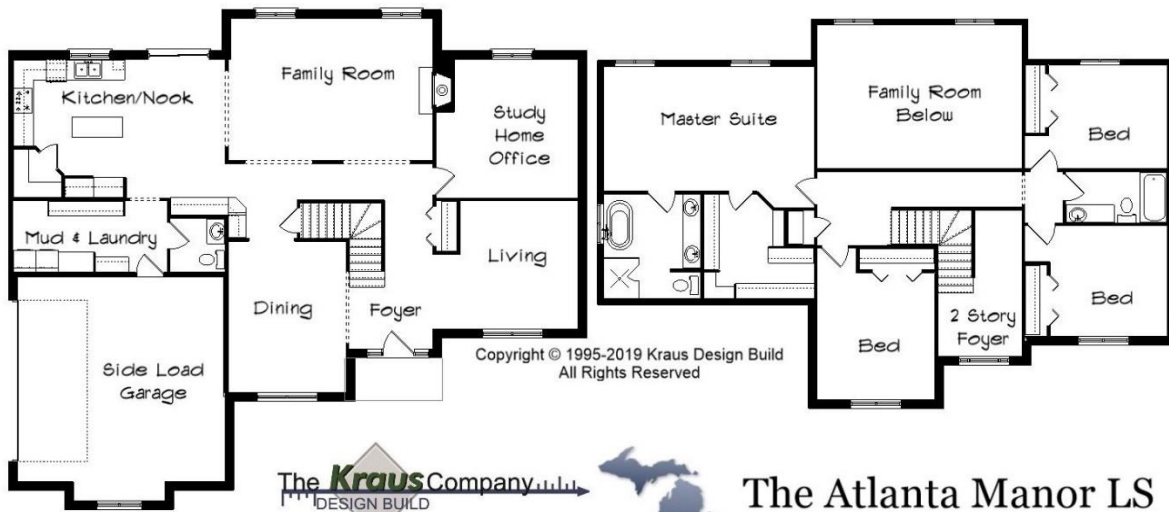 Family Room
Kitchen/Nook
Study
Home
Office
Mud & Laundry
Living
Dining
Foyer
Side Load
Garage
Master Suite
Family Room
Below
Bed
Bed
Bed
2 Story
Foyer
Copyright © 1995-2019 Kraus Design Build
All Rights Reserved
The Kraus Company
DESIGN BUILD
The Atlanta Manor LS